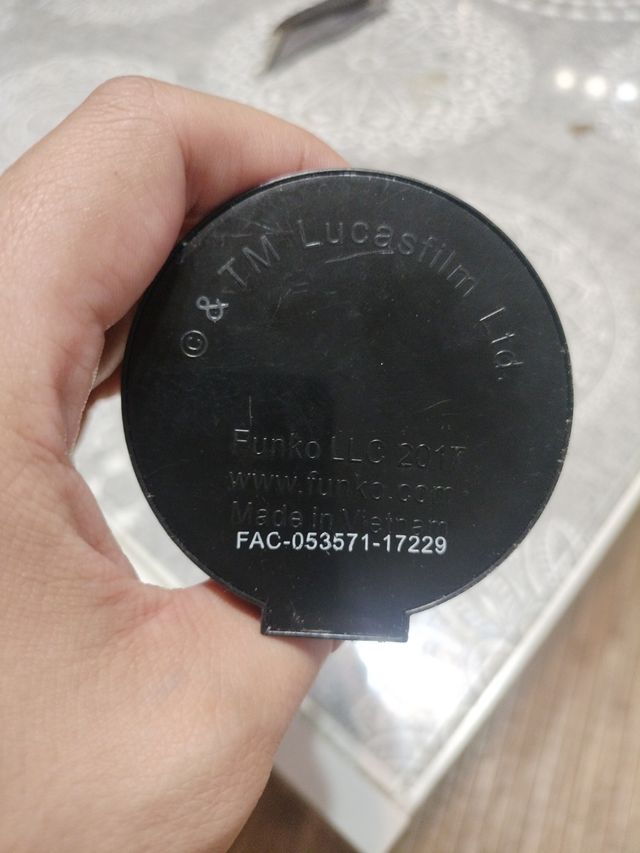 © & TM Lucasfilm Ltd.
Funko LLC 2017
www.funko.com
Made in Vietnam
FAC-053571-17229